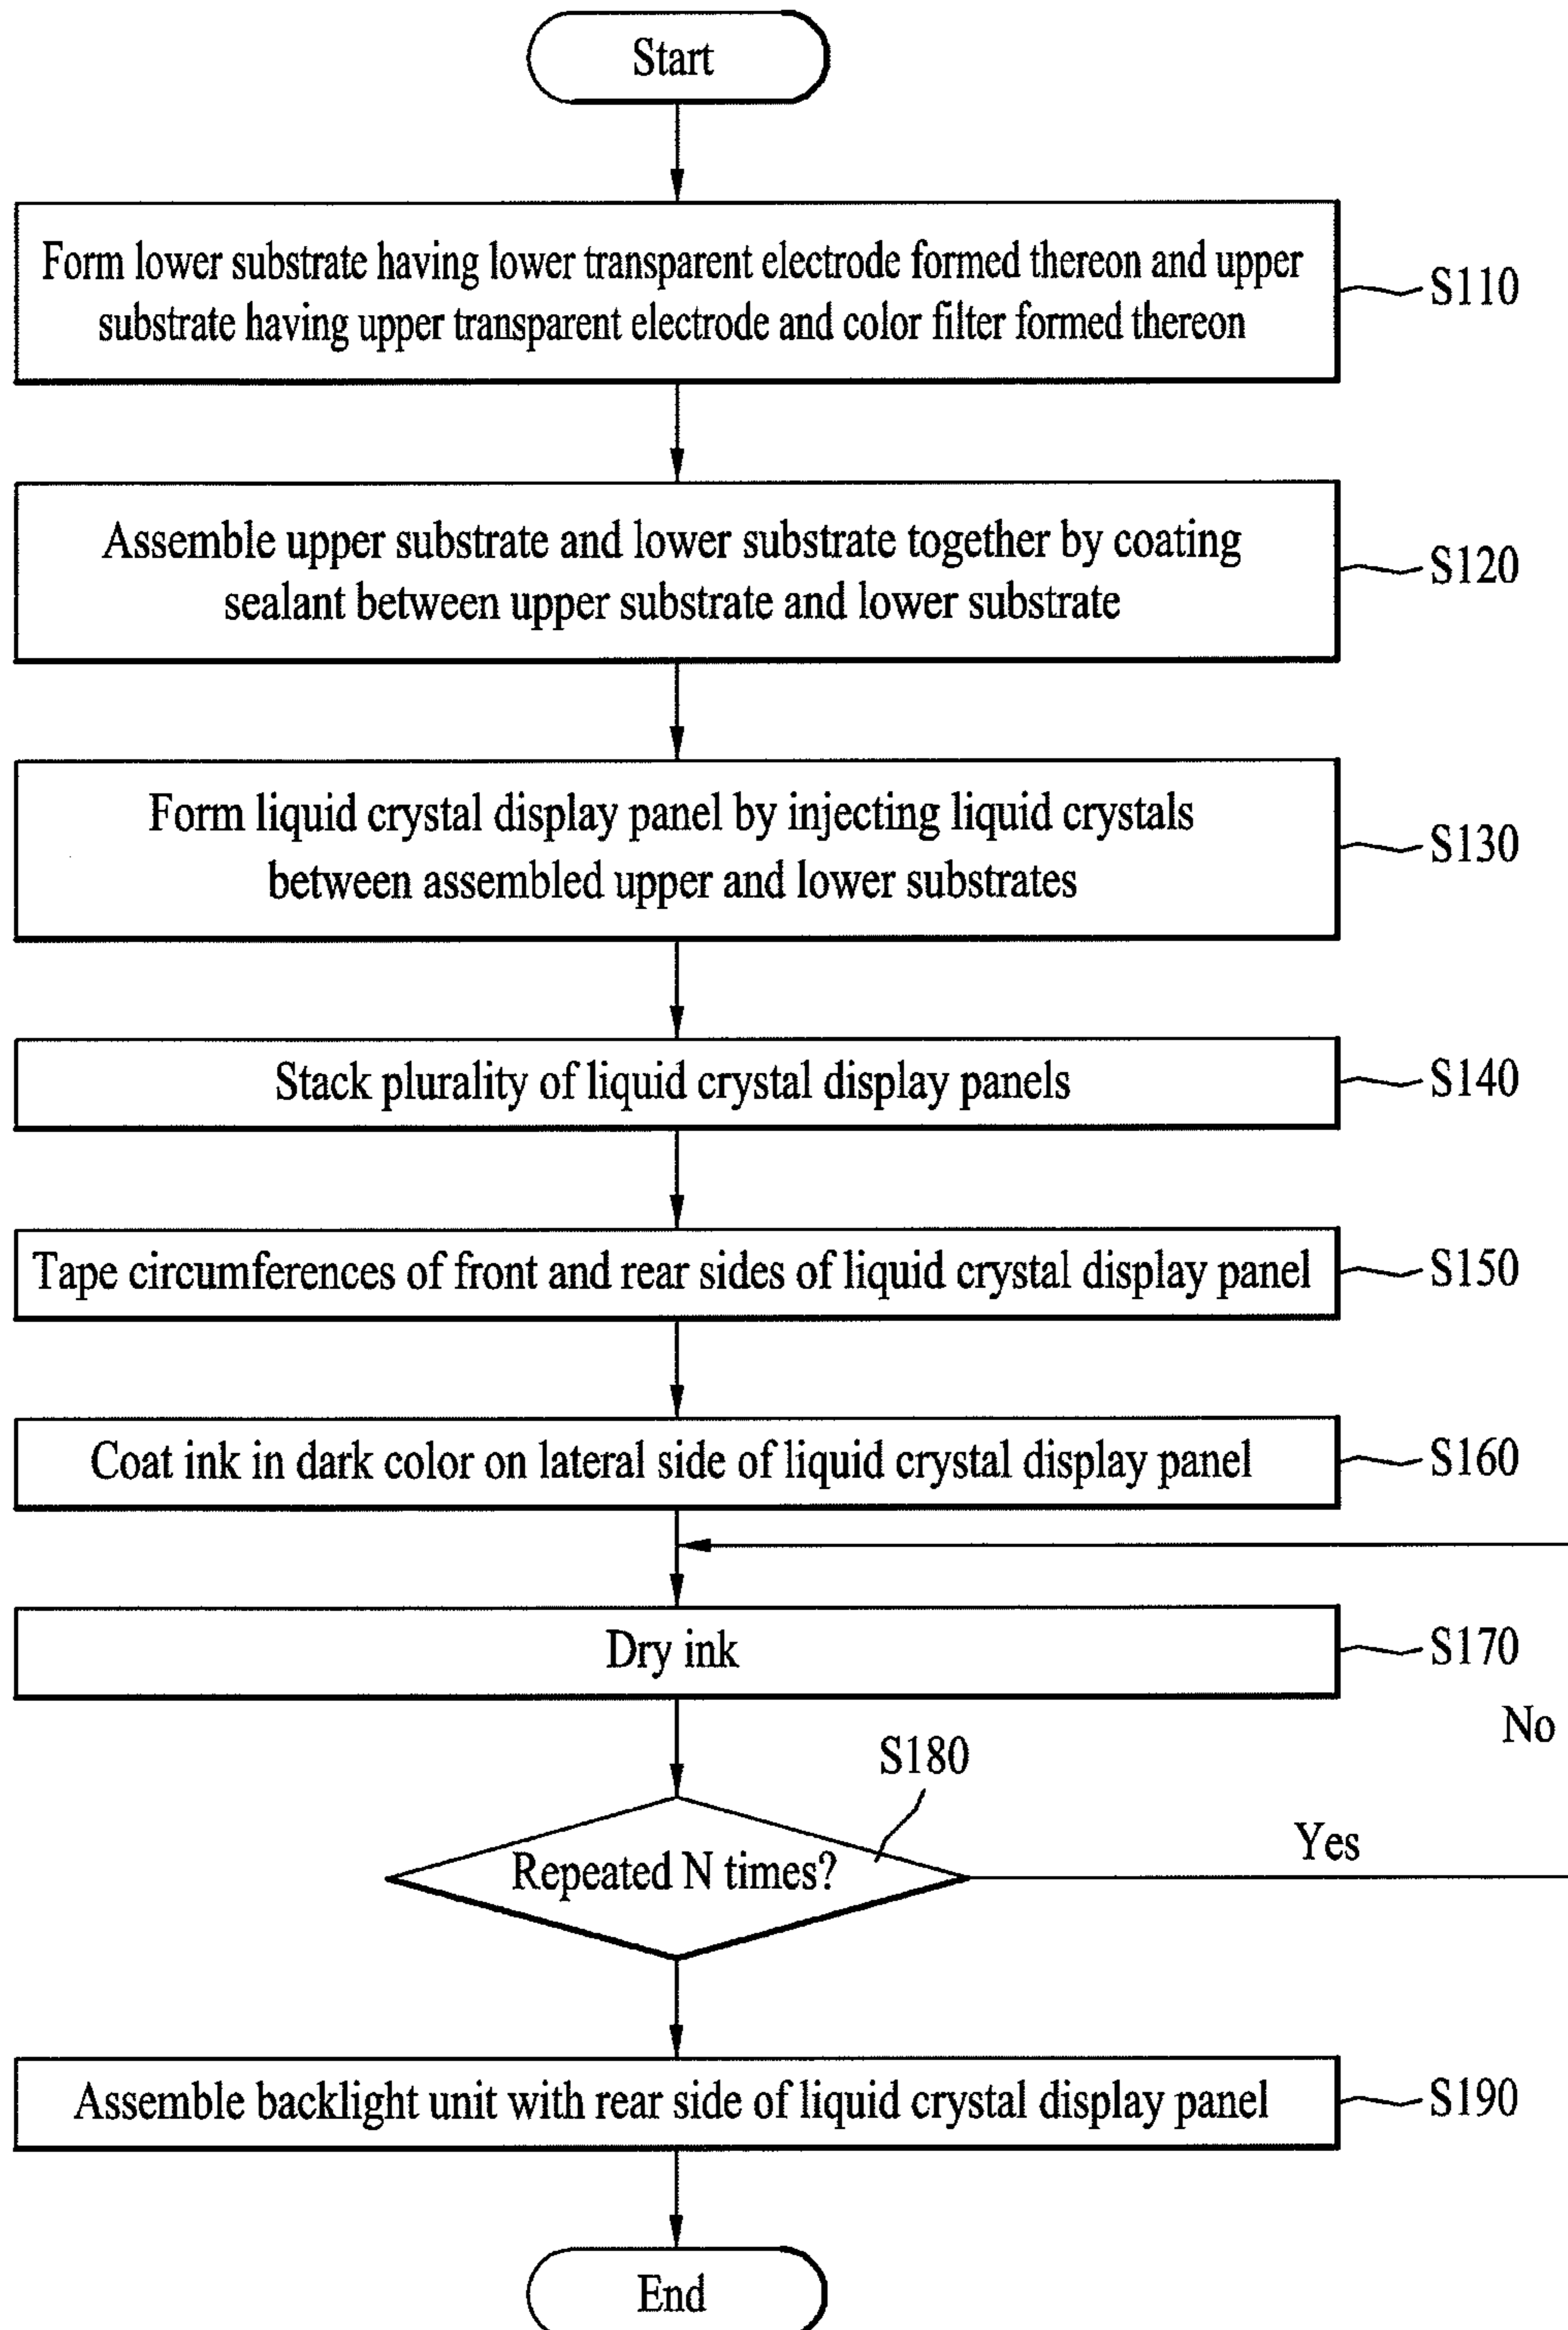 Start
Form lower substrate having lower transparent electrode formed thereon and upper
substrate having upper transparent electrode and color filter formed thereon
S110
Assemble upper substrate and lower substrate together by coating
sealant between upper substrate and lower substrate
S120
Form liquid crystal display panel by injecting liquid crystals
between assembled upper and lower substrates
S130
Stack plurality of liquid crystal display panels
S140
Tape circumferences of front and rear sides of liquid crystal display panel
S150
Coat ink in dark color on lateral side of liquid crystal display panel
S160
Dry ink
S170
No
S180
Repeated N times?
Yes
Assemble backlight unit with rear side of liquid crystal display panel
S190
End